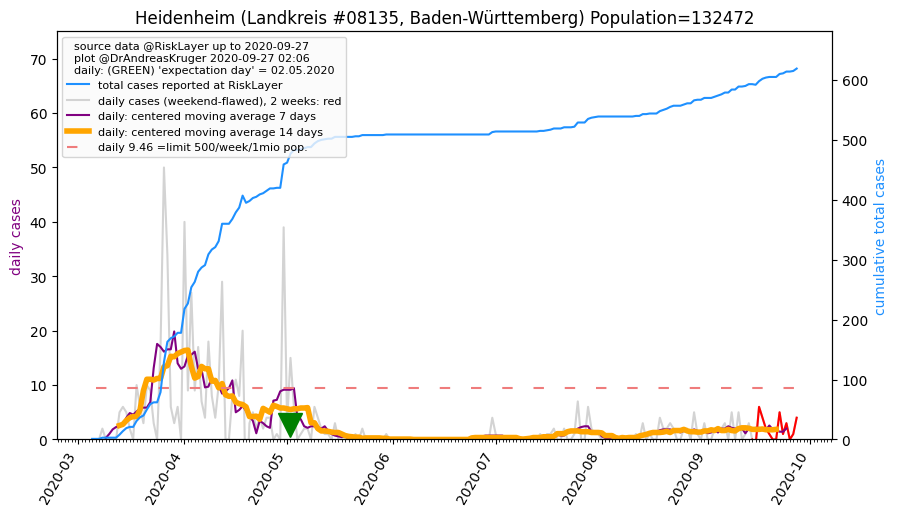 Heidenheim (Landkreis #08135, Baden-Württemberg) Population=132472
source data @RiskLayer up to 2020-09-27
plot @DrAndreasKruger 2020-09-27 02:06
daily: (GREEN) 'expectation day' = 02.05.2020
total cases reported at RiskLayer
daily cases (weekend-flawed), 2 weeks: red
daily: centered moving average 7 days
daily: centered moving average 14 days
daily 9.46 =limit 500/week/1mio pop.
daily cases
70
60
50
40
30
20
10
0
cumulative total cases
600
500
400
300
200
100
0
2020-03
2020-04
2020-05
2020-06
2020-07
2020-08
2020-09
2020-10